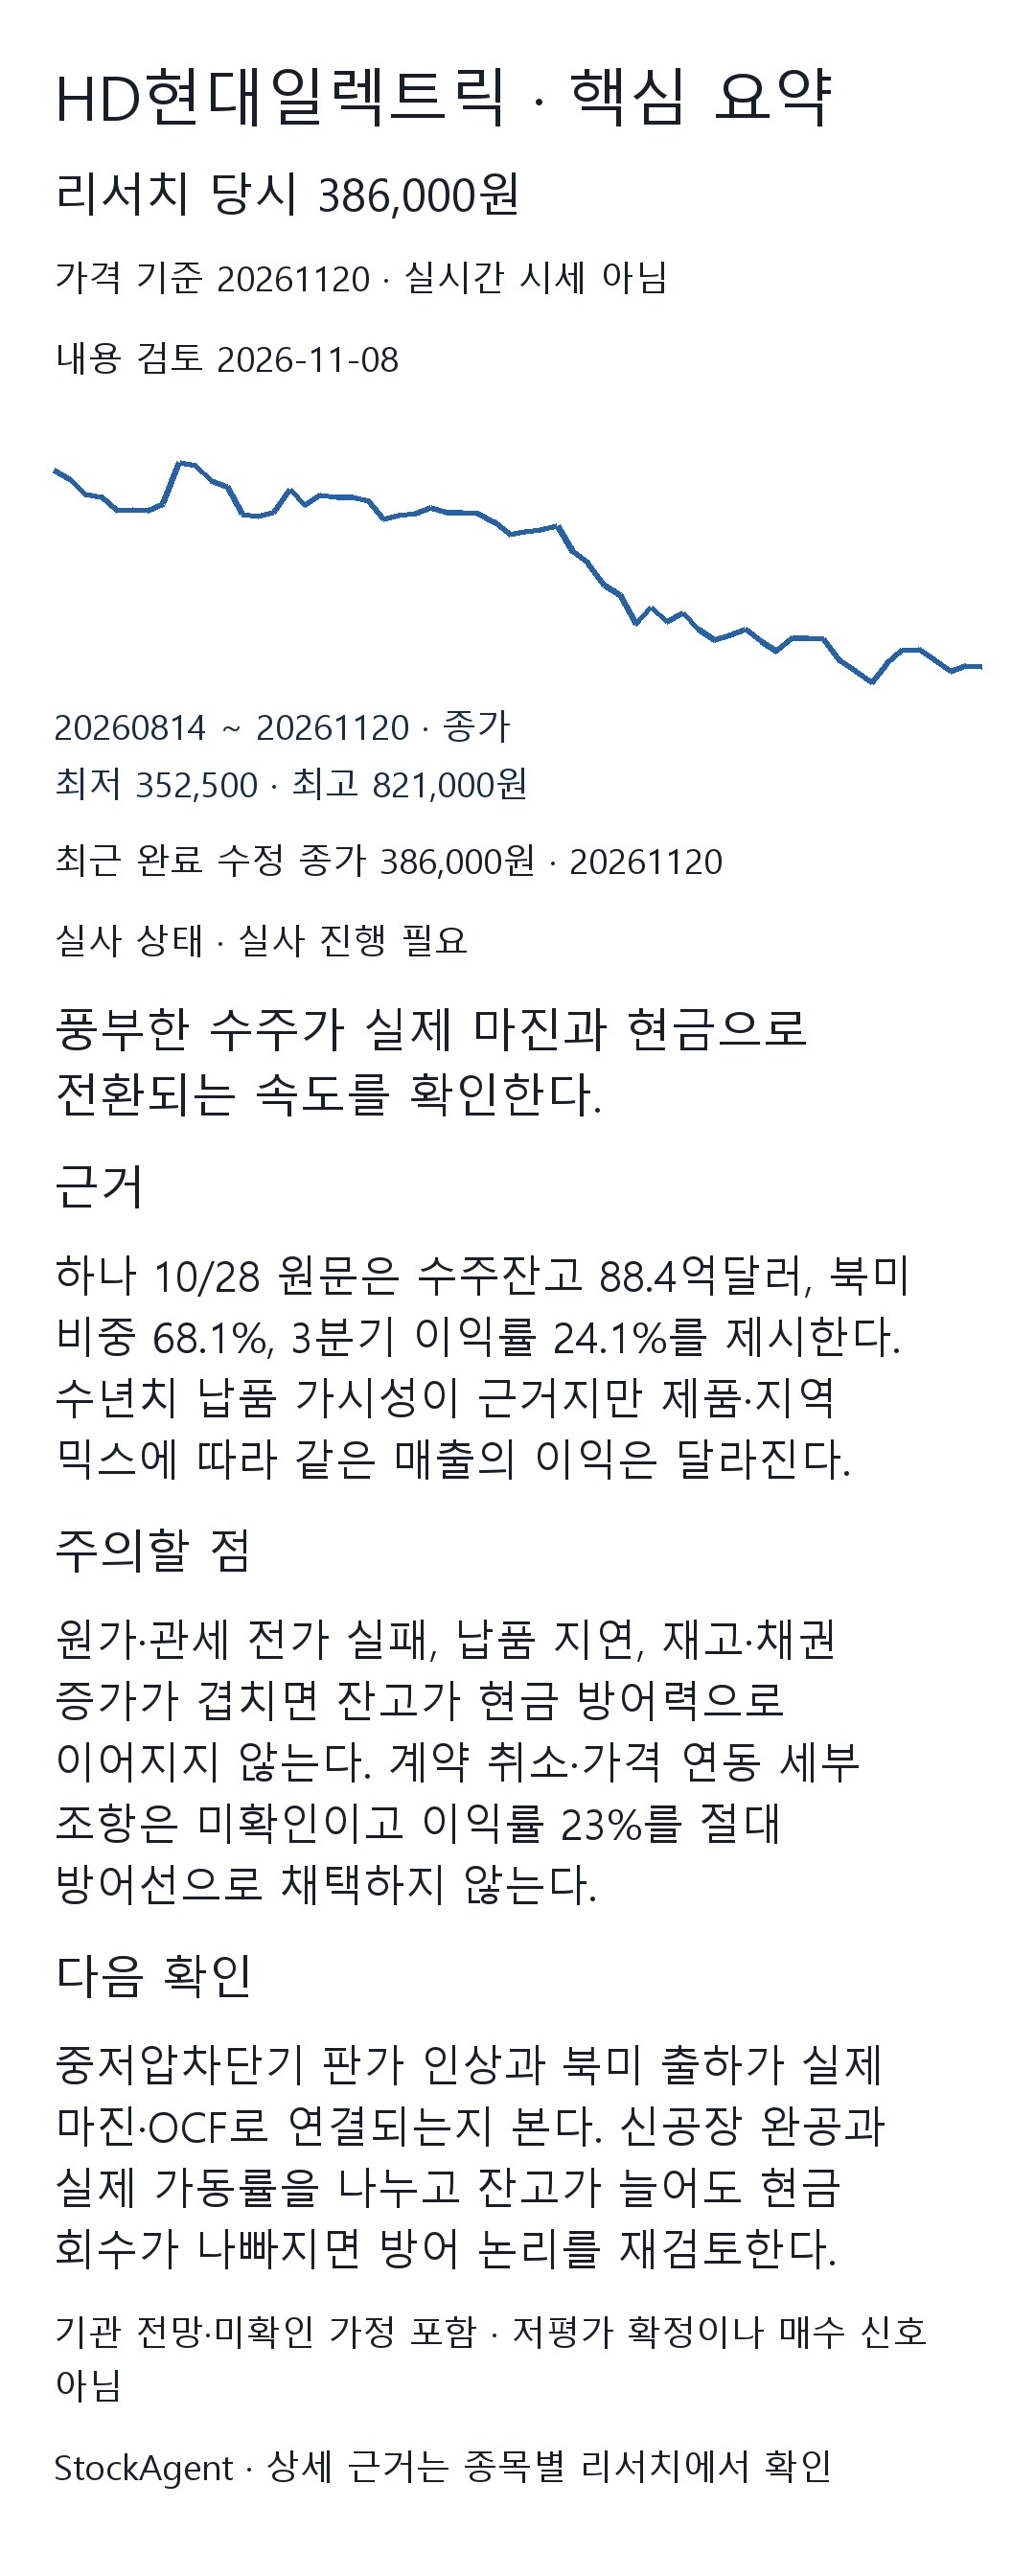 HD현대일렉트릭 · 핵심 요약
리서치 당시 386,000원
가격 기준 20261120 · 실시간 시세 아님
내용 검토 2026-11-08
20260814 ~ 20261120 · 종가
최저 352,500 · 최고 821,000원
최근 완료 수정 종가 386,000원 · 20261120
실사 상태 · 실사 진행 필요
풍부한 수주가 실제 마진과 현금으로
전환되는 속도를 확인한다.
근거
하나 10/28 원문은 수주잔고 88.4억달러, 북미
비중 68.1%, 3분기 이익률 24.1%를 제시한다.
수년치 납품 가시성이 근거지만 제품·지역
믹스에 따라 같은 매출의 이익은 달라진다.
주의할 점
원가·관세 전가 실패, 납품 지연, 재고·채권
증가가 겹치면 잔고가 현금 방어력으로
이어지지 않는다. 계약 취소·가격 연동 세부
조항은 미확인이고 이익률 23%를 절대
방어선으로 채택하지 않는다.
다음 확인
중저압차단기 판가 인상과 북미 출하가 실제
마진·OCF로 연결되는지 본다. 신공장 완공과
실제 가동률을 나누고 잔고가 늘어도 현금
회수가 나빠지면 방어 논리를 재검토한다.
기관 전망·미확인 가정 포함 · 저평가 확정이나 매수 신호
아님
StockAgent · 상세 근거는 종목별 리서치에서 확인